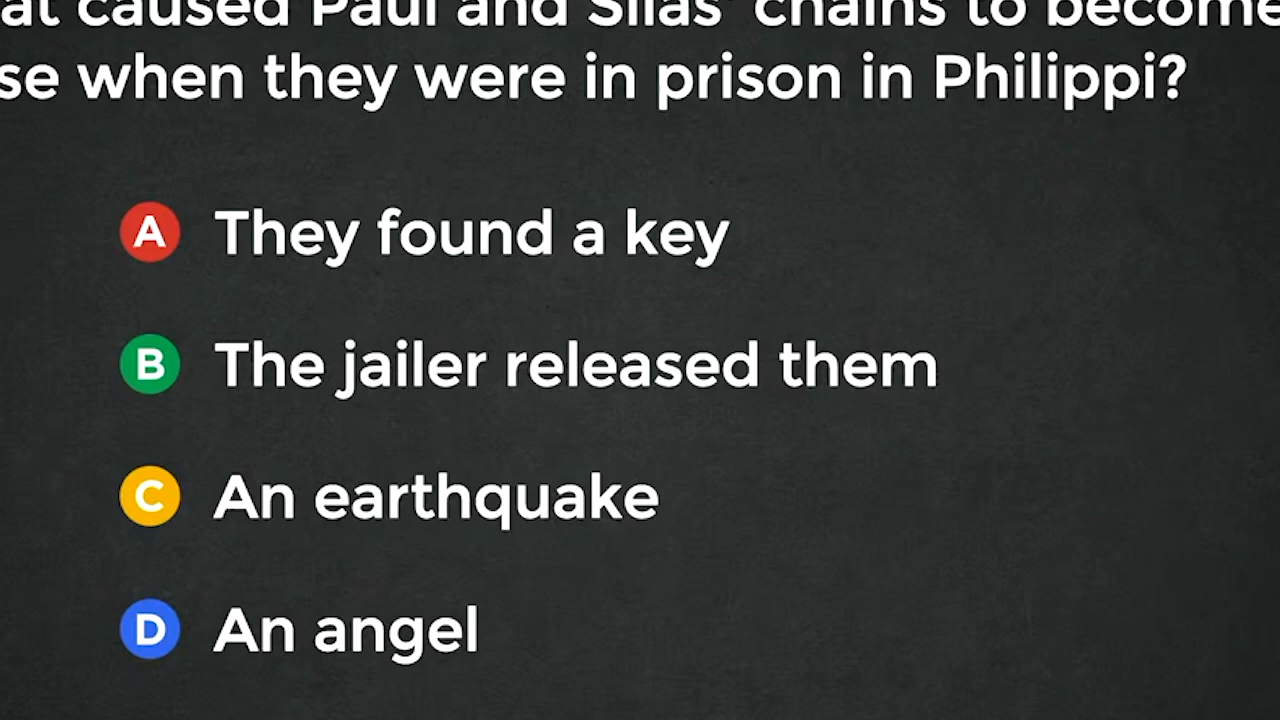 at caused Paul and Silas' chains to become
se when they were in prison in Philippi?
A They found a key
B The jailer released them
C An earthquake
D An angel